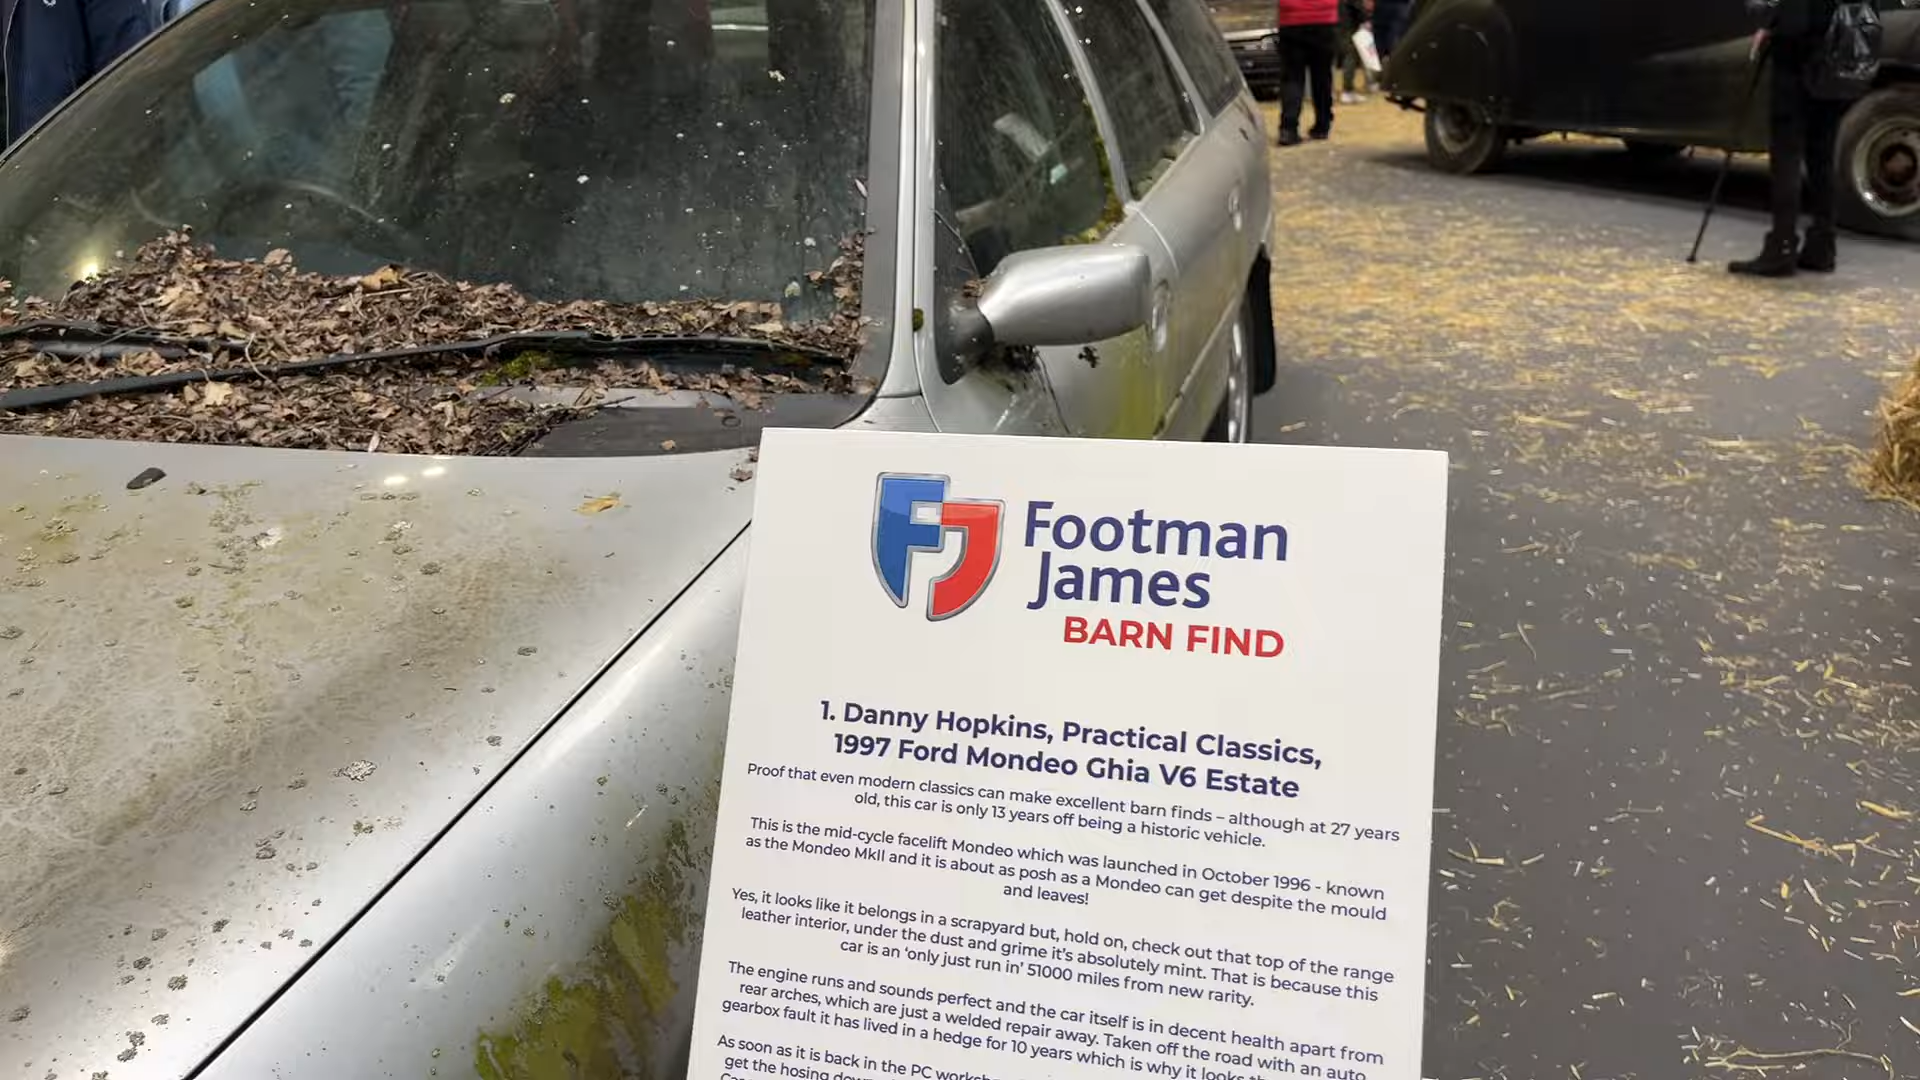 FJ
Footman
James
BARN FIND
1. Danny Hopkins, Practical Classics,
1997 Ford Mondeo Ghia V6 Estate
Proof that even modern classics can make excellent barn finds – although at 27 years
old, this car is only 13 years off being a historic vehicle.
This is the mid-cycle facelift Mondeo which was launched in October 1996 - known
as the Mondeo MkII and it is about as posh as a Mondeo can get despite the mould
and leaves!
Yes, it looks like it belongs in a scrapyard but, hold on, check out that top of the range
leather interior, under the dust and grime it's absolutely mint. That is because this
car is an 'only just run in' 51000 miles from new rarity.
The engine runs and sounds perfect and the car itself is in decent health apart from
rear arches, which are just a welded repair away. Taken off the road with an auto
gearbox fault it has lived in a hedge for 10 years which is why it looks
As soon as it is back in the PC
get the hosing